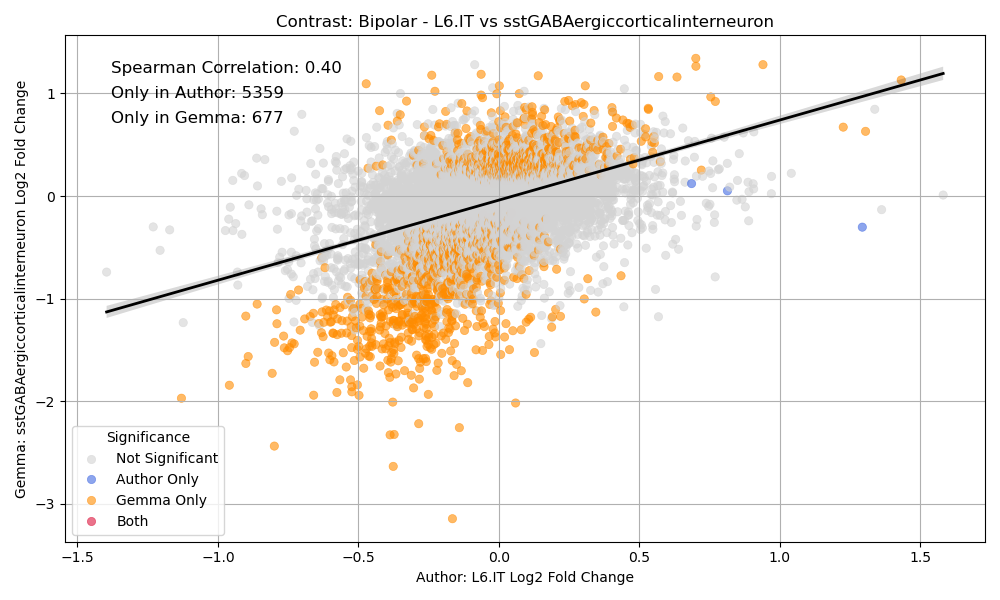 Contrast: Bipolar - L6.IT vs sstGABAergiccorticalinterneuron
Spearman Correlation: 0.40
Only in Author: 5359
Only in Gemma: 677
Gemma: sstGABAergiccorticalinterneuron Log2 Fold Change
1
0
−1
−2
−3
Significance
Not Significant
Author Only
Gemma Only
Both
−1.5 −1.0 −0.5 0.0 0.5 1.0 1.5
Author: L6.IT Log2 Fold Change